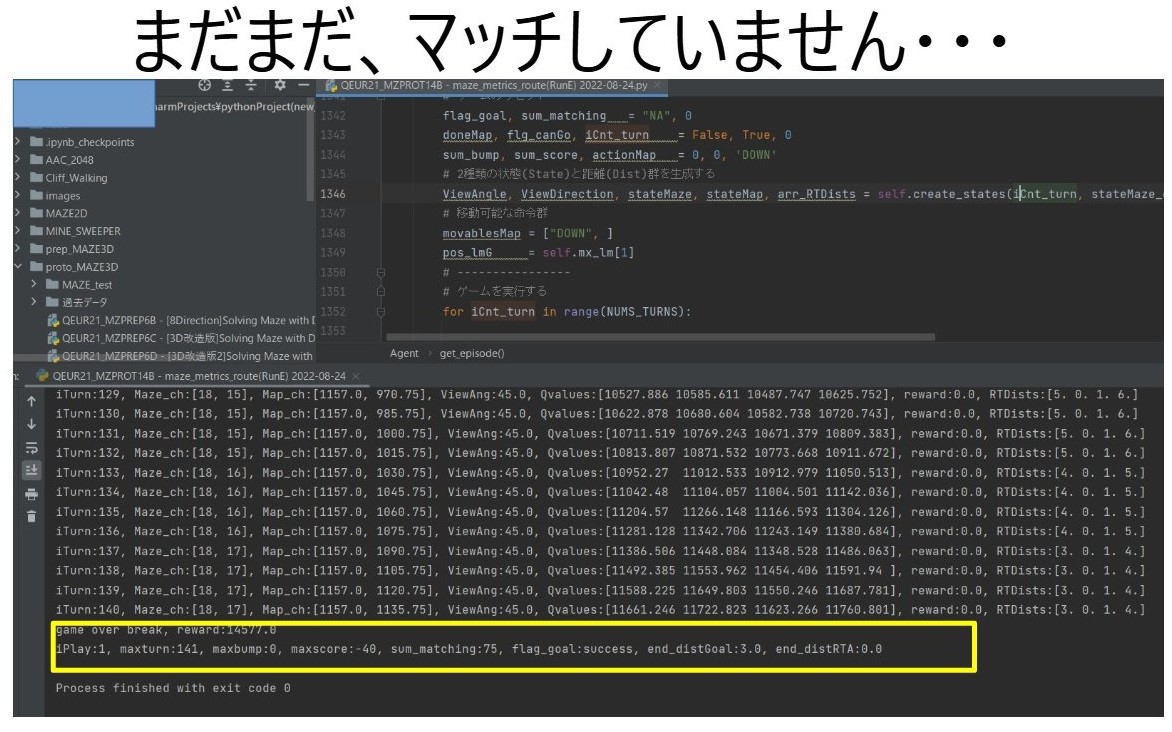 まだまだ、マッチしていません・・・
armProjects¥pythonProject(new
QEUR21_MZPROT14B - maze_metrics_route(RunE) 2022-08-24.py
.ipynb_checkpoints
AAC_2048
Cliff_Walking
images
MAZE2D
MINE_SWEEPER
prep_MAZE3D
proto_MAZE3D
MAZE_test
過去データ
QEUR21_MZPREP6B - [8Direction]Solving Maze with D
QEUR21_MZPREP6C - [3D改造版]Solving Maze with D
QEUR21_MZPREP6D - [3D改造版2]Solving Maze with
1342 flag_goal, sum_matching___= "NA", 0
1343 doneMap, flg_canGo, iCnt_turn____= False, True, 0
1344 sum_bump, sum_score, actionMap___= 0, 0, 'DOWN'
1345 # 2種類の状態(State)と距離(Dist)群を生成する
1346 ViewAngle, ViewDirection, stateMaze, stateMap, arr_RTDists = self.create_states(iCnt_turn, stateMaze_
1347 # 移動可能な命令群
1348 movablesMap = ["DOWN", ]
1349 pos_lmG_____= self.mx_lm[1]
1350 # ----------------
1351 # ゲームを実行する
1352 for iCnt_turn in range(NUMS_TURNS):
1353
Agent › get_episode()
QEUR21_MZPROT14B - maze_metrics_route(RunE) 2022-08-24
iTurn:129, Maze_ch:[18, 15], Map_ch:[1157.0, 970.75], ViewAng:45.0, Qvalues:[10527.886 10585.611 10487.747 10625.752], reward:0.0, RTDists:[5. 0. 1. 6.]
iTurn:130, Maze_ch:[18, 15], Map_ch:[1157.0, 985.75], ViewAng:45.0, Qvalues:[10622.878 10680.604 10582.738 10720.743], reward:0.0, RTDists:[5. 0. 1. 6.]
iTurn:131, Maze_ch:[18, 15], Map_ch:[1157.0, 1000.75], ViewAng:45.0, Qvalues:[10711.519 10769.243 10671.379 10809.383], reward:0.0, RTDists:[5. 0. 1. 6.]
iTurn:132, Maze_ch:[18, 15], Map_ch:[1157.0, 1015.75], ViewAng:45.0, Qvalues:[10813.807 10871.532 10773.668 10911.672], reward:0.0, RTDists:[5. 0. 1. 6.]
iTurn:133, Maze_ch:[18, 16], Map_ch:[1157.0, 1030.75], ViewAng:45.0, Qvalues:[10952.27 11012.533 10912.979 11050.513], reward:0.0, RTDists:[4. 0. 1. 5.]
iTurn:134, Maze_ch:[18, 16], Map_ch:[1157.0, 1045.75], ViewAng:45.0, Qvalues:[11042.48 11104.057 11004.501 11142.036], reward:0.0, RTDists:[4. 0. 1. 5.]
iTurn:135, Maze_ch:[18, 16], Map_ch:[1157.0, 1060.75], ViewAng:45.0, Qvalues:[11204.57 11266.148 11166.593 11304.126], reward:0.0, RTDists:[4. 0. 1. 5.]
iTurn:136, Maze_ch:[18, 16], Map_ch:[1157.0, 1075.75], ViewAng:45.0, Qvalues:[11281.128 11342.706 11243.149 11380.684], reward:0.0, RTDists:[4. 0. 1. 5.]
iTurn:137, Maze_ch:[18, 17], Map_ch:[1157.0, 1090.75], ViewAng:45.0, Qvalues:[11386.506 11448.084 11348.528 11486.063], reward:0.0, RTDists:[3. 0. 1. 4.]
iTurn:138, Maze_ch:[18, 17], Map_ch:[1157.0, 1105.75], ViewAng:45.0, Qvalues:[11492.385 11553.962 11454.406 11591.94 ], reward:0.0, RTDists:[3. 0. 1. 4.]
iTurn:139, Maze_ch:[18, 17], Map_ch:[1157.0, 1120.75], ViewAng:45.0, Qvalues:[11588.225 11649.803 11550.246 11687.781], reward:0.0, RTDists:[3. 0. 1. 4.]
iTurn:140, Maze_ch:[18, 17], Map_ch:[1157.0, 1135.75], ViewAng:45.0, Qvalues:[11661.246 11722.823 11623.266 11760.801], reward:0.0, RTDists:[3. 0. 1. 4.]
game over break, reward:14577.0
iPlay:1, maxturn:141, maxbump:0, maxscore:-40, sum_matching:75, flag_goal:success, end_distGoal:3.0, end_distRTA:0.0
Process finished with exit code 0